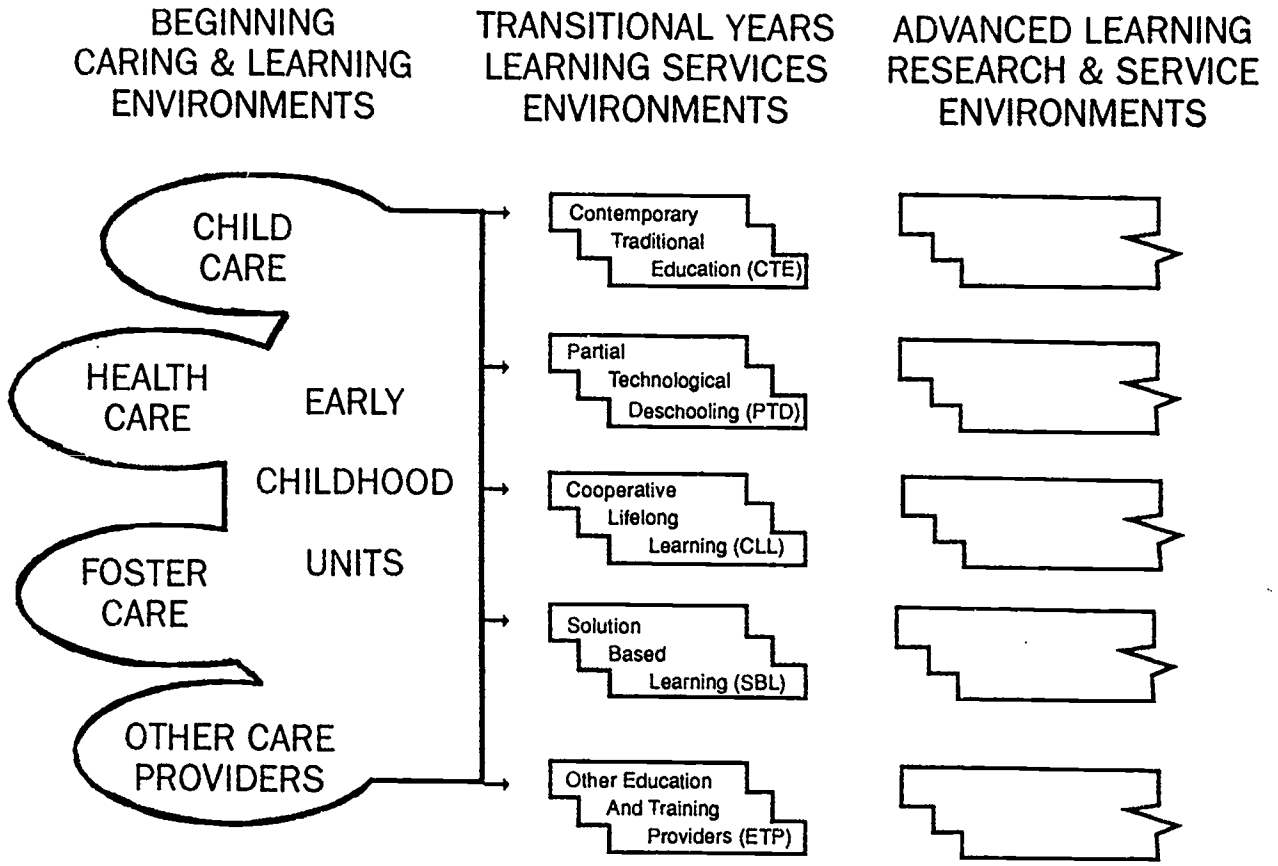 BEGINNING
CARING & LEARNING
ENVIRONMENTS
TRANSITIONAL YEARS
LEARNING SERVICES
ENVIRONMENTS
ADVANCED LEARNING
RESEARCH & SERVICE
ENVIRONMENTS
CHILD
CARE
HEALTH
CARE
FOSTER
CARE
OTHER CARE
PROVIDERS
EARLY
CHILDHOOD
UNITS
Contemporary
Traditional
Education (CTE)
Partial
Technological
Deschooling (PTD)
Cooperative
Lifelong
Learning (CLL)
Solution
Based
Learning (SBL)
Other Education
And Training
Providers (ETP)